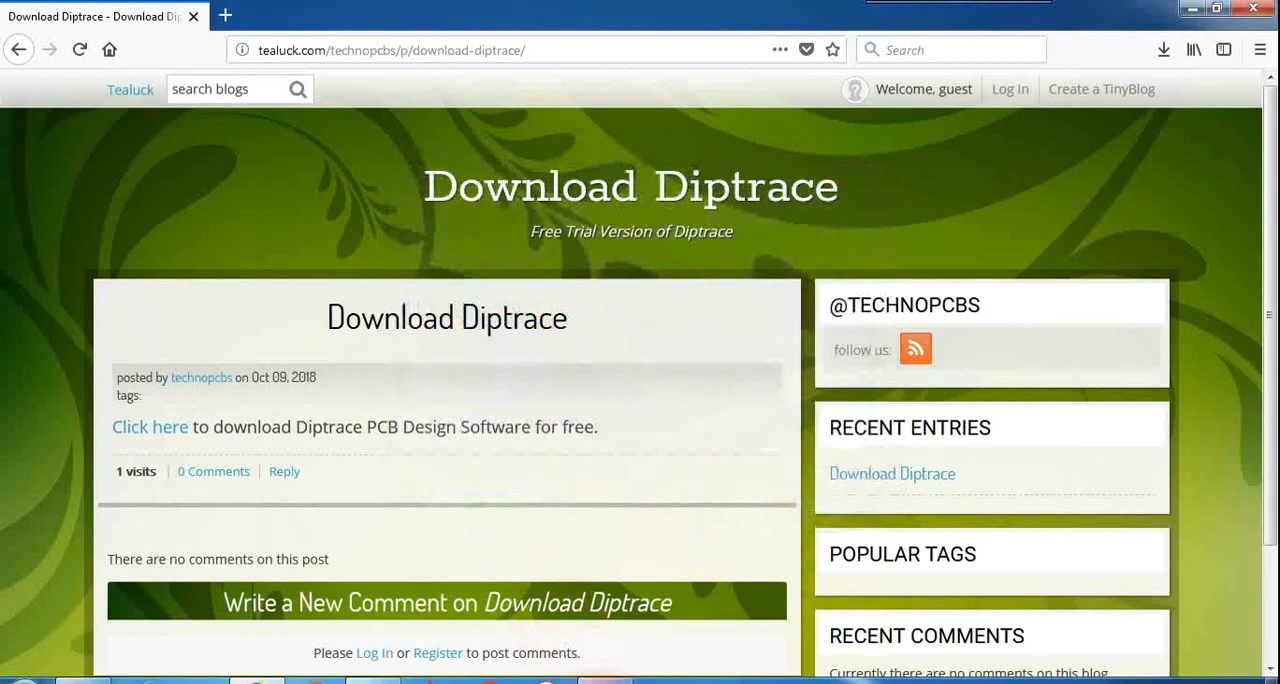 Download Diptrace - Download Dip
tealuck.com/technopcbs/p/download-diptrace/
Search
Tealuck
search blogs
Welcome, guest
Log In
Create a TinyBlog
Download Diptrace
Free Trial Version of Diptrace
Download Diptrace
posted by technopcbs on Oct 09, 2018
tags:
Click here to download Diptrace PCB Design Software for free.
1 visits
0 Comments
Reply
There are no comments on this post
Write a New Comment on Download Diptrace
Please Log In or Register to post comments.
@TECHNOPCBS
follow us:
RECENT ENTRIES
Download Diptrace
POPULAR TAGS
RECENT COMMENTS
Currently there are no comments on this blog